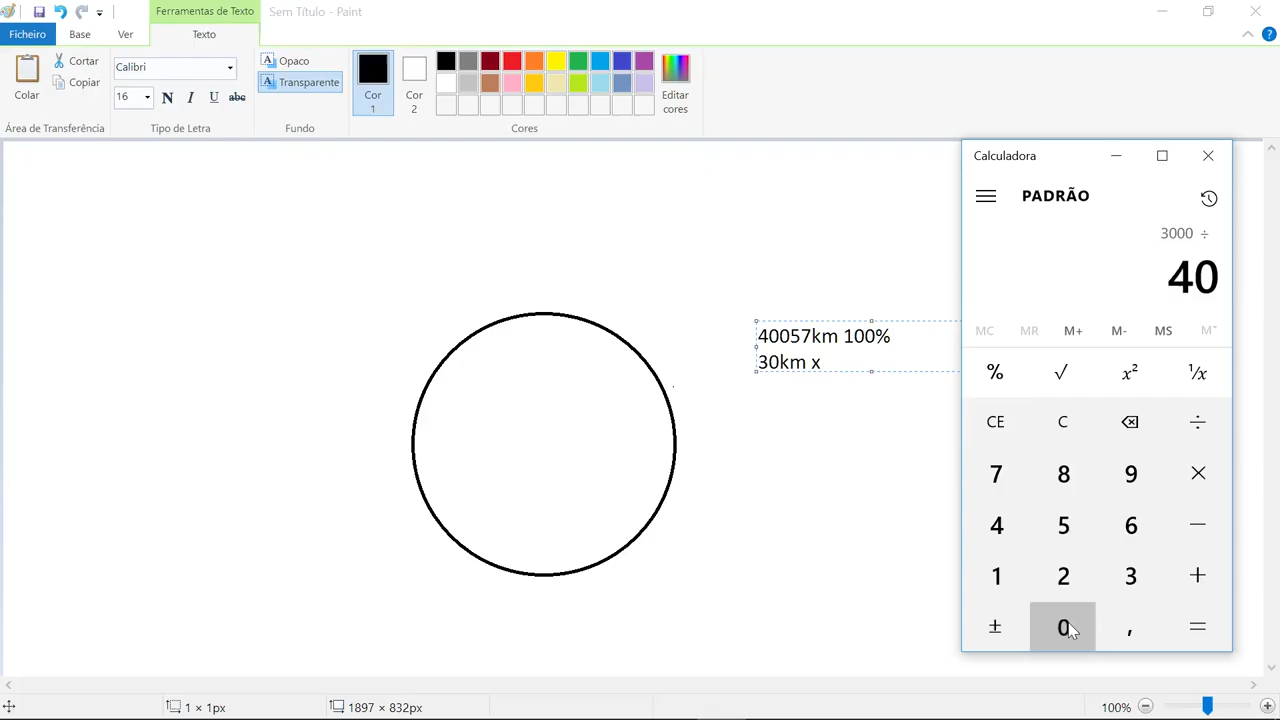 Ferramentas de Texto
Sem Título - Paint
Ficheiro
Base
Ver
Texto
Colar
Cortar
Copiar
Área de Transferência
Calibri
16
N I U abc
Tipo de Letra
Opaco
Transparente
Fundo
Cor 1
Cor 2
Editar cores
Cores
40057km 100%
30km x
Calculadora
PADRÃO
3000 ÷
40
MC MR M+ M- MS M˅
% √ x² ¹/x
CE C ÷
7 8 9 ×
4 5 6 −
1 2 3 +
± 0 , =
1 × 1px
1897 × 832px
100%